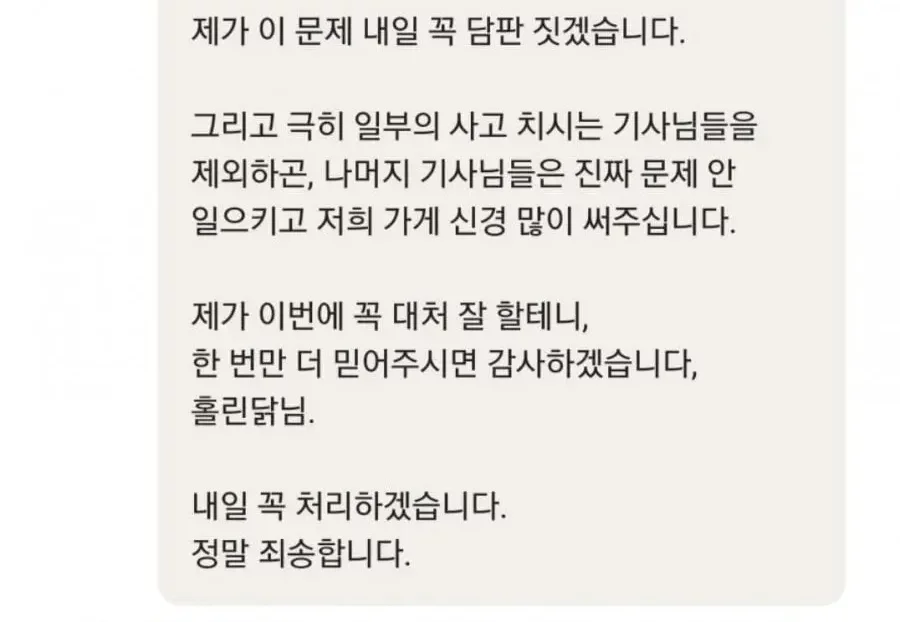 제가 이 문제 내일 꼭 담판 짓겠습니다.
그리고 극히 일부의 사고 치시는 기사님들을
제외하곤, 나머지 기사님들은 진짜 문제 안
일으키고 저희 가게 신경 많이 써주십니다.
제가 이번에 꼭 대처 잘 할테니,
한 번만 더 믿어주시면 감사하겠습니다,
홀린닭님.
내일 꼭 처리하겠습니다.
정말 죄송합니다.